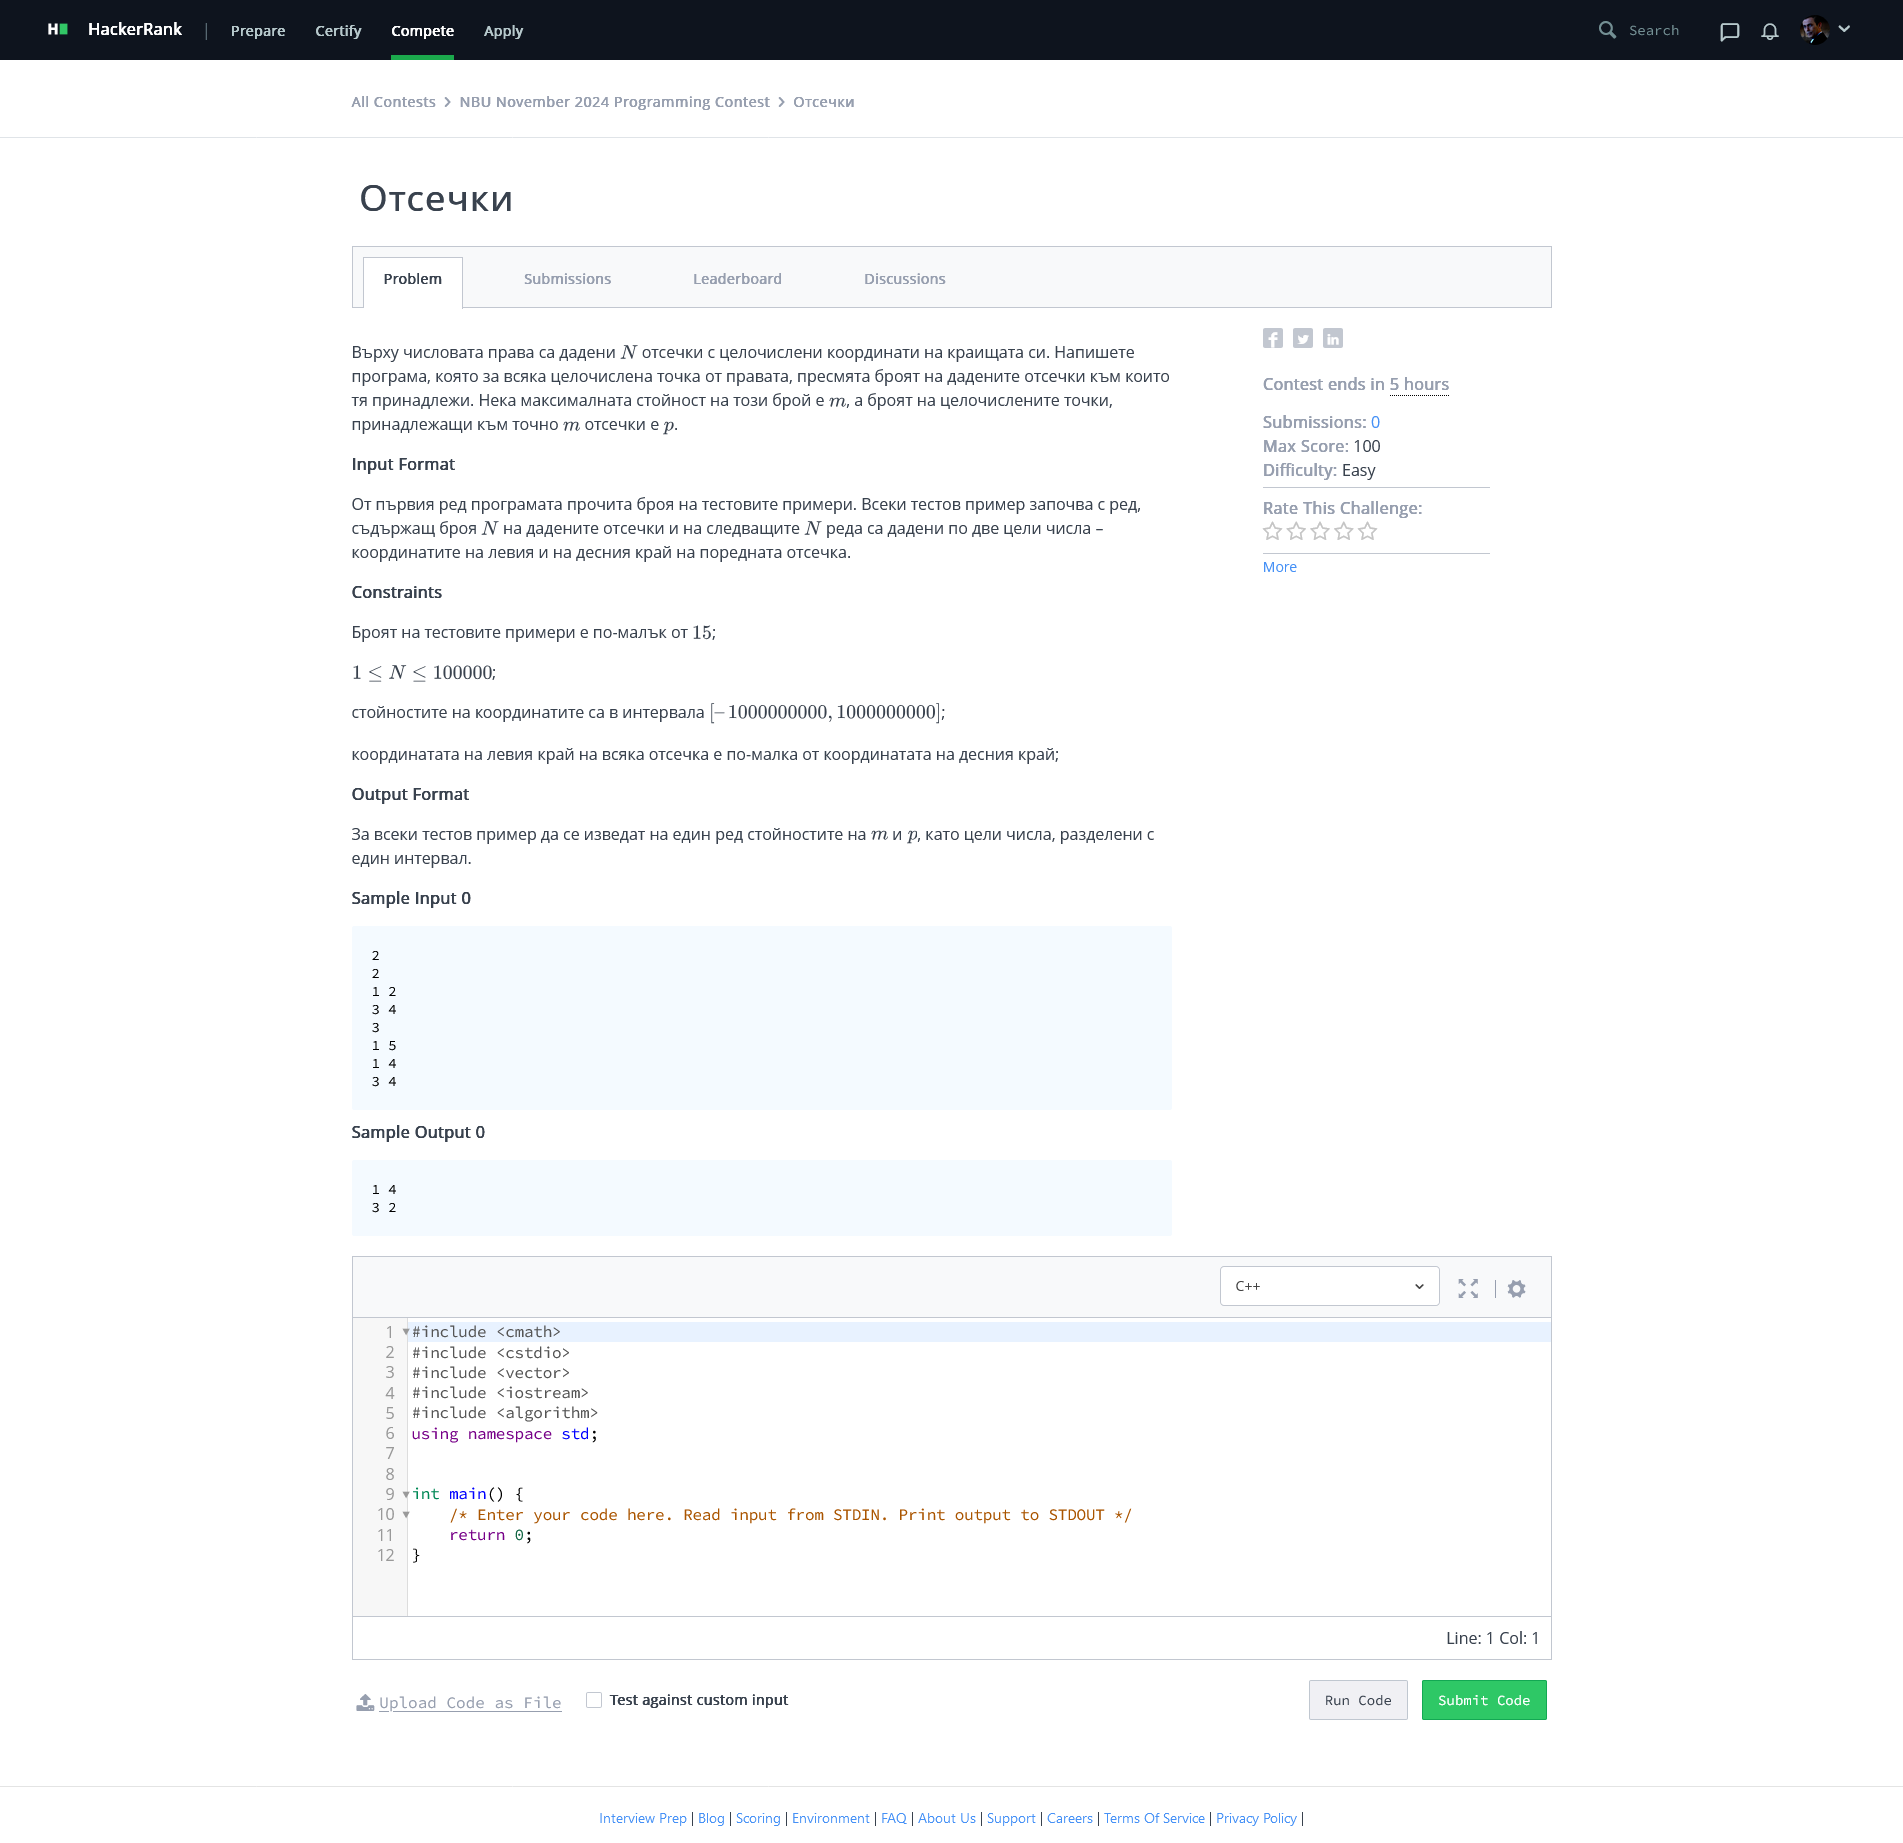 HackerRank | Prepare Certify Compete Apply Search
All Contests > NBU November 2024 Programming Contest > Отсечки
Отсечки
Problem Submissions Leaderboard Discussions
Върху числовата права са дадени N отсечки с целочислени координати на краищата си. Напишете
програма, която за всяка целочислена точка от правата, пресмята броят на дадените отсечки към които
тя принадлежи. Нека максималната стойност на този брой е m, а броят на целочислените точки,
принадлежащи към точно m отсечки е p.
Input Format
От първия ред програмата прочита броя на тестовите примери. Всеки тестов пример започва с ред,
съдържащ броя N на дадените отсечки и на следващите N реда са дадени по две цели числа –
координатите на левия и на десния край на поредната отсечка.
Constraints
Броят на тестовите примери е по-малък от 15;
1 ≤ N ≤ 100000;
стойностите на координатите са в интервала [–1000000000, 1000000000];
координатата на левия край на всяка отсечка е по-малка от координатата на десния край;
Output Format
За всеки тестов пример да се изведат на един ред стойностите на m и p, като цели числа, разделени с
един интервал.
Sample Input 0
2
2
1 2
3 4
3
1 5
1 4
3 4
Sample Output 0
1 4
3 2
Contest ends in 5 hours
Submissions: 0
Max Score: 100
Difficulty: Easy
Rate This Challenge:
More
C++
1 #include <cmath>
2 #include <cstdio>
3 #include <vector>
4 #include <iostream>
5 #include <algorithm>
6 using namespace std;
7
8
9 int main() {
10 /* Enter your code here. Read input from STDIN. Print output to STDOUT */
11 return 0;
12 }
Line: 1 Col: 1
Upload Code as File Test against custom input Run Code Submit Code
Interview Prep | Blog | Scoring | Environment | FAQ | About Us | Support | Careers | Terms Of Service | Privacy Policy |